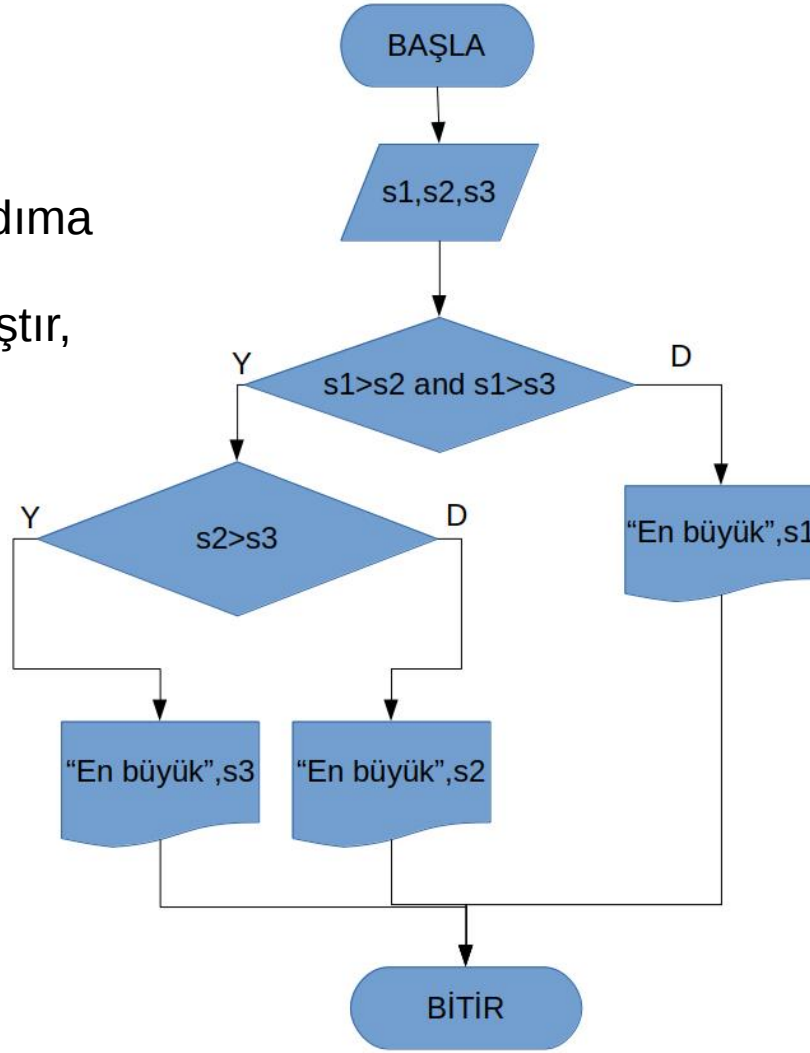 BAŞLA
s1,s2,s3
dıma
ştır,
Y
D
s1>s2 and s1>s3
Y
D
s2>s3
“En büyük”,s1
“En büyük”,s3
“En büyük”,s2
BİTİR